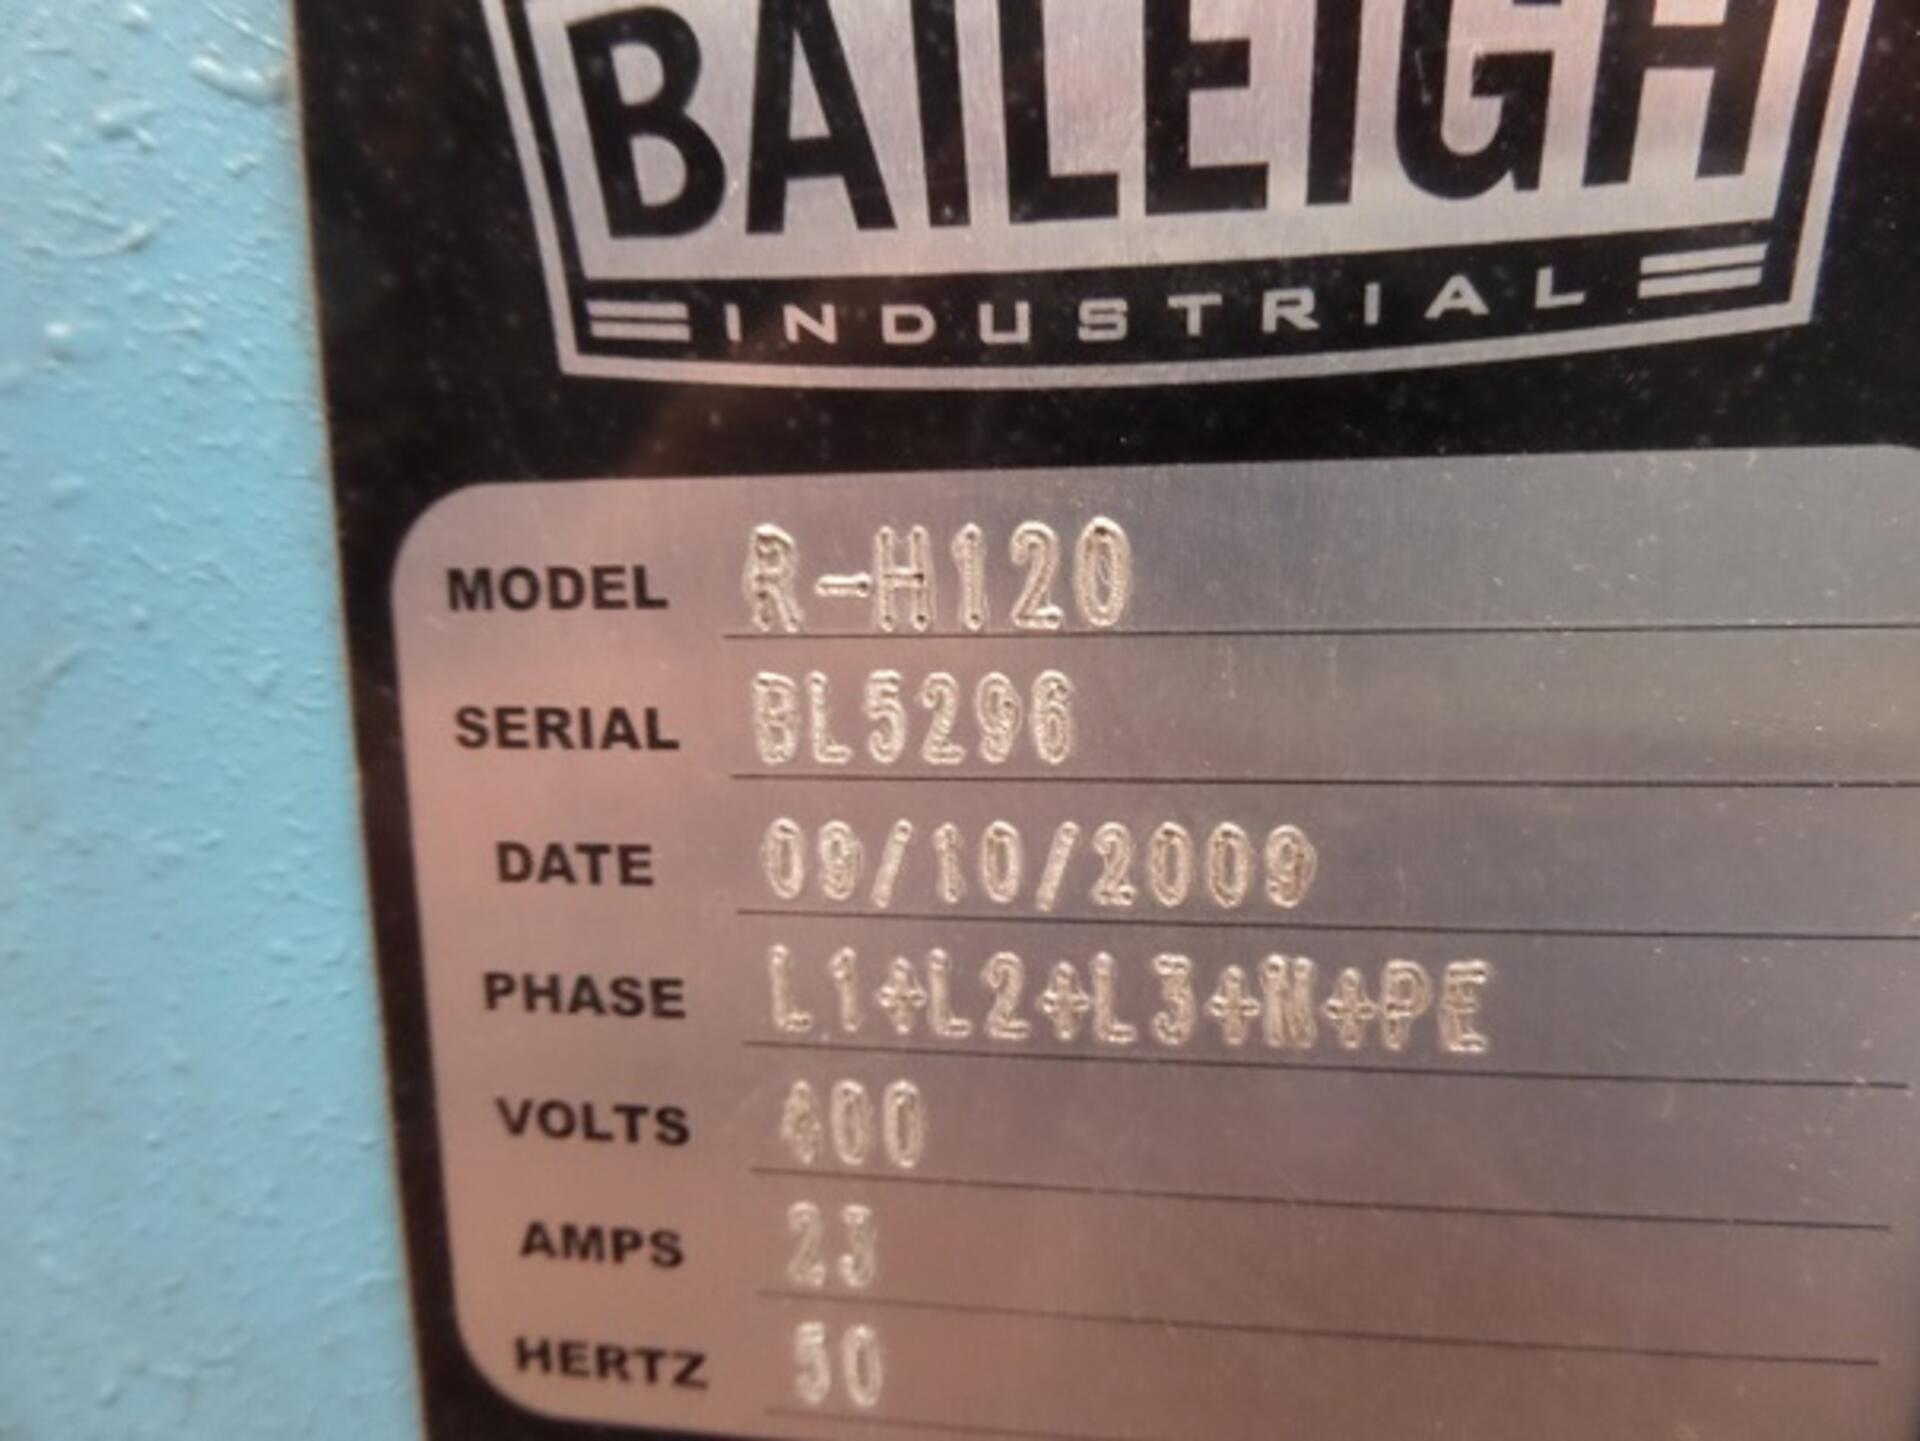 BAILEIGH
INDUSTRIAL
MODEL R-H120
SERIAL BL5296
DATE 09/10/2009
PHASE L1+L2+L3+N+PE
VOLTS 400
AMPS 23
HERTZ 50